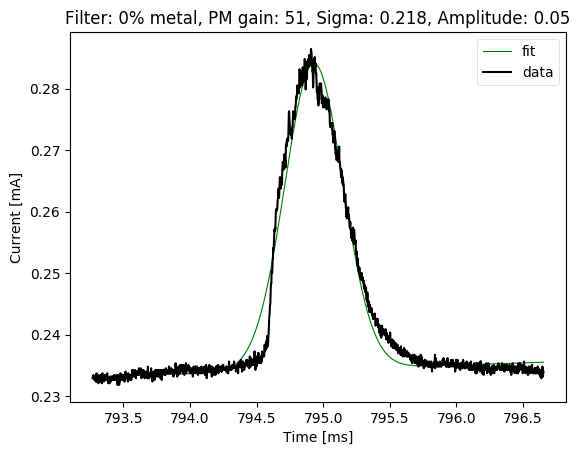 Filter: 0% metal, PM gain: 51, Sigma: 0.218, Amplitude: 0.05
fit
data
0.28
0.27
0.26
0.25
0.24
0.23
Current [mA]
793.5 794.0 794.5 795.0 795.5 796.0 796.5
Time [ms]